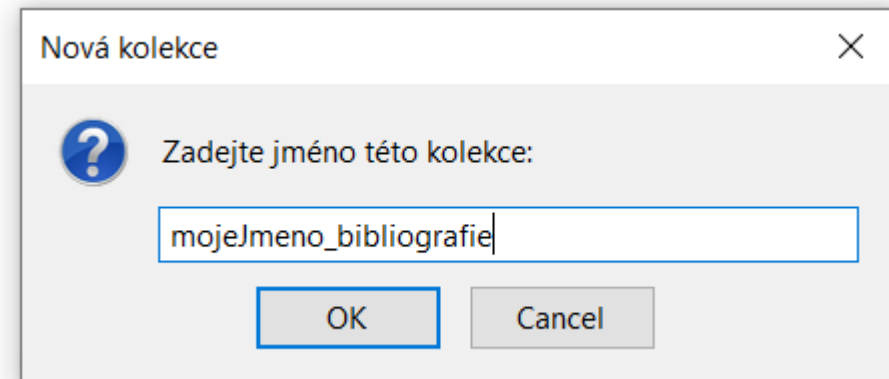 Nová kolekce
Zadejte jméno této kolekce:
mojeJmeno_bibliografie
OK Cancel